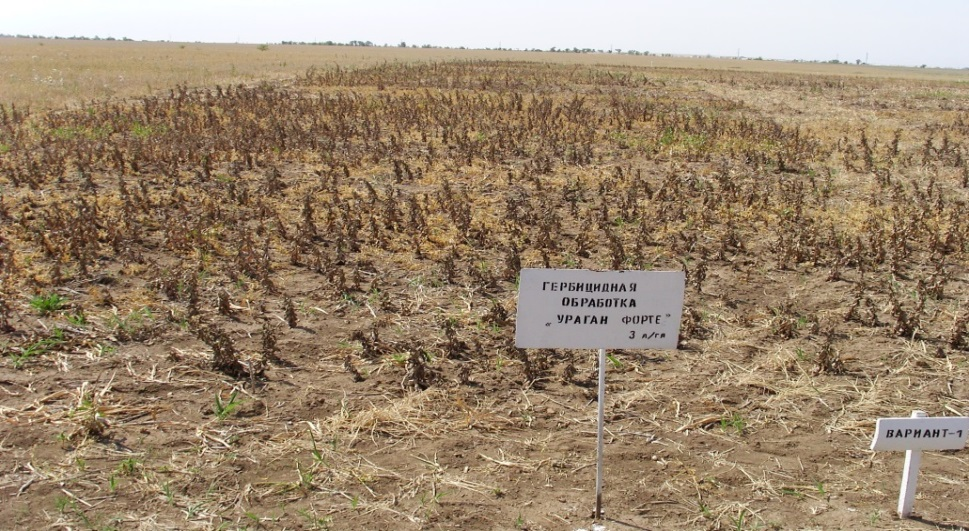 ГЕРБИЦИДНАЯ
ОБРАБОТКА
"УРАГАН ФОРТЕ"
3 л/га
ВАРИАНТ-1